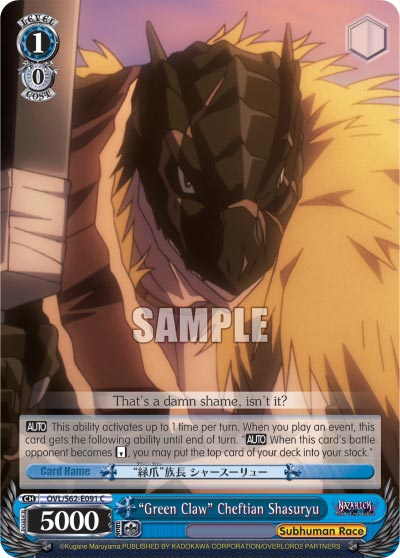 LEVEL
1
0
COST
SAMPLE
That's a damn shame, isn't it?
AUTO This ability activates up to 1 time per turn. When you play an event, this
card gets the following ability until end of turn. "AUTO When this card's battle
opponent becomes , you may put the top card of your deck into your stock."
Card Name
“緑爪”族長 シャースーリュー
CH OVL/S62-E091 C
POWER 5000
SOUL
“Green Claw” Cheftian Shasuryu
NAZARICK
Subhuman Race
©Kugane Maruyama,PUBLISHED BY KADOKAWA CORPORATION/OVERLORD2 PARTNERS